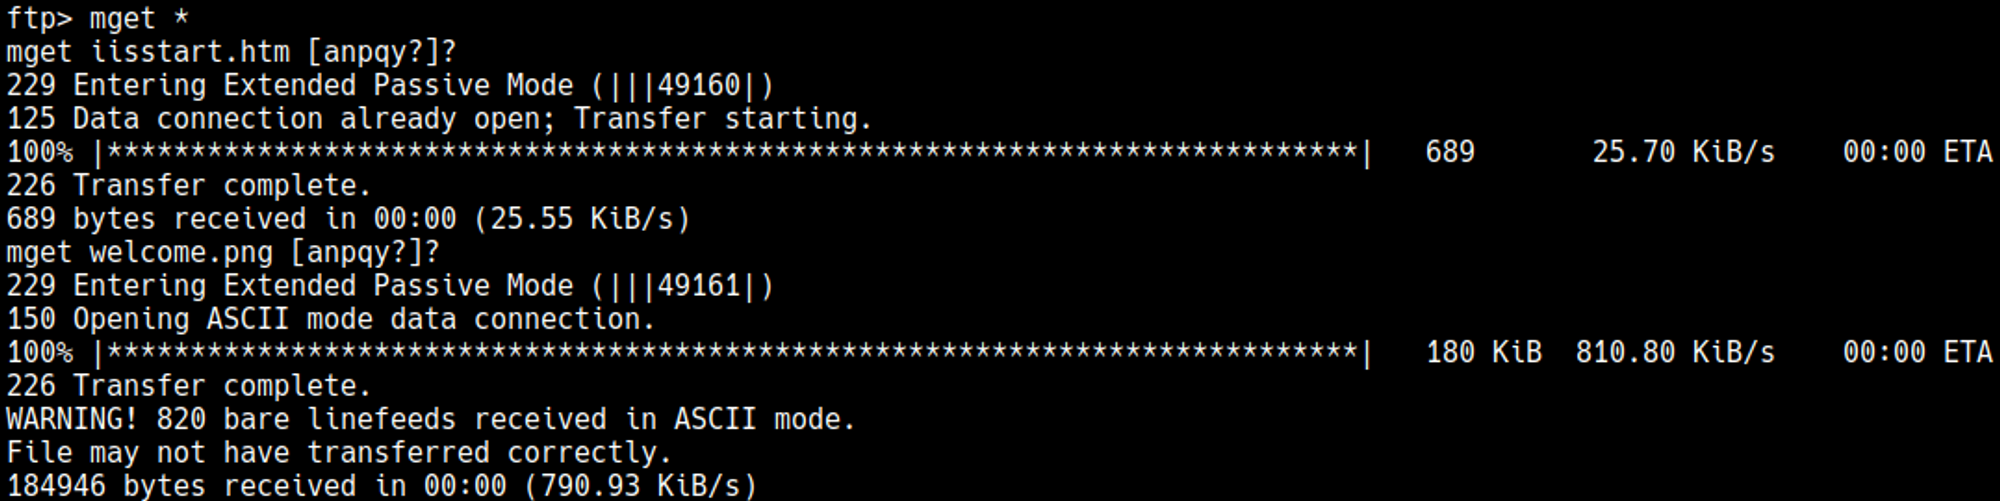 ftp> mget *
mget iisstart.htm [anpqy?]?
229 Entering Extended Passive Mode (|||49160|)
125 Data connection already open; Transfer starting.
100% |***************************************************************************| 689 25.70 KiB/s 00:00 ETA
226 Transfer complete.
689 bytes received in 00:00 (25.55 KiB/s)
mget welcome.png [anpqy?]?
229 Entering Extended Passive Mode (|||49161|)
150 Opening ASCII mode data connection.
100% |***************************************************************************| 180 KiB 810.80 KiB/s 00:00 ETA
226 Transfer complete.
WARNING! 820 bare linefeeds received in ASCII mode.
File may not have transferred correctly.
184946 bytes received in 00:00 (790.93 KiB/s)